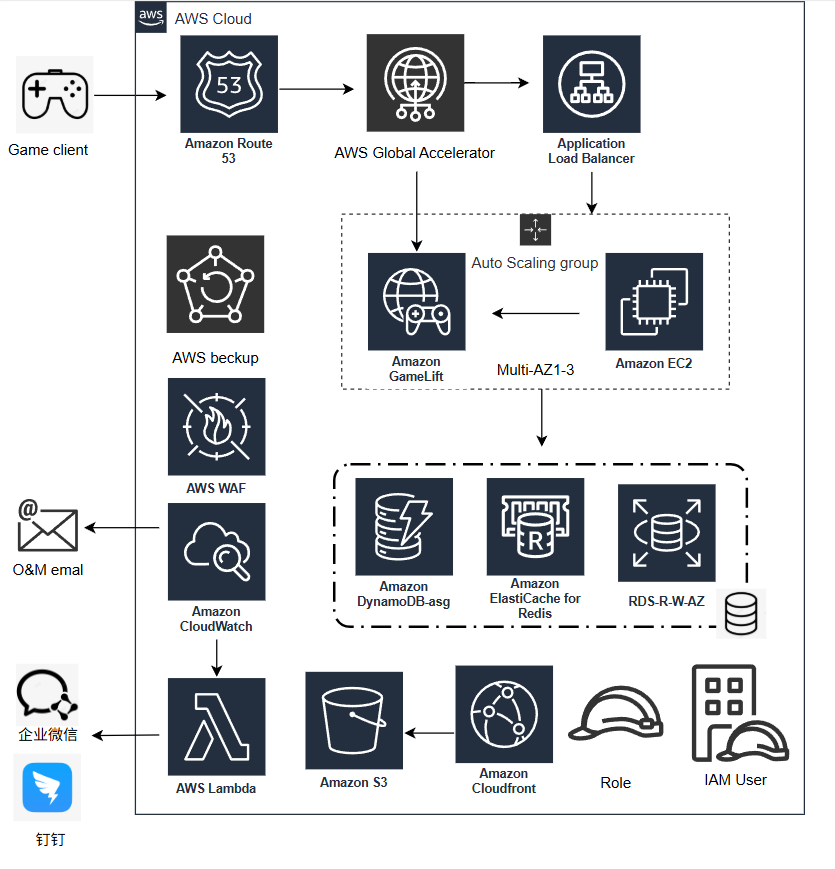 aws
AWS Cloud
53
Game client
Amazon Route
53
AWS Global Accelerator
Application
Load Balancer
Auto Scaling group
AWS beckup
Amazon
GameLift
Multi-AZ1-3
Amazon EC2
AWS WAF
@
O&M emal
Amazon
CloudWatch
Amazon
DynamoDB-asg
R
Amazon
ElastiCache for
Redis
RDS-R-W-AZ
企业微信
钉钉
AWS Lambda
Amazon S3
Amazon
Cloudfront
Role
IAM User